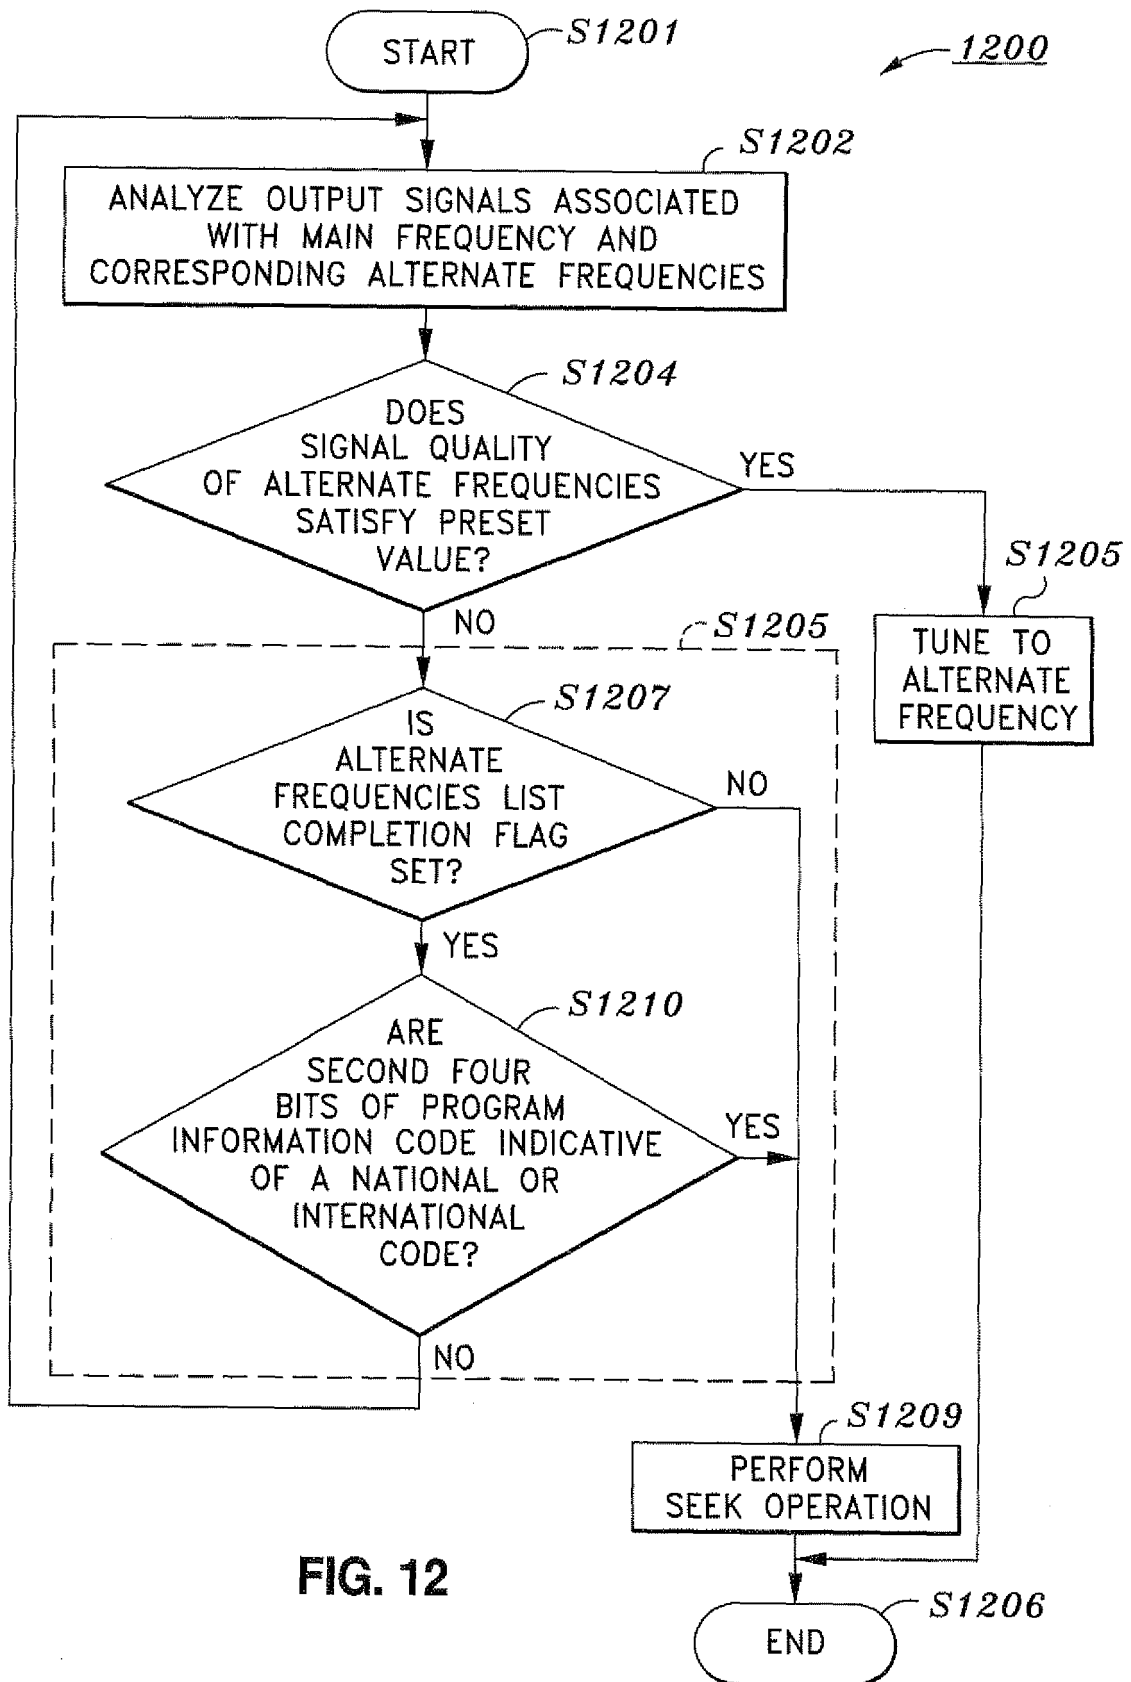 START
S1201
1200
S1202
ANALYZE OUTPUT SIGNALS ASSOCIATED
WITH MAIN FREQUENCY AND
CORRESPONDING ALTERNATE FREQUENCIES
S1204
DOES
SIGNAL QUALITY
OF ALTERNATE FREQUENCIES
SATISFY PRESET
VALUE?
YES
NO
S1205
TUNE TO
ALTERNATE
FREQUENCY
S1205
S1207
IS
ALTERNATE
FREQUENCIES LIST
COMPLETION FLAG
SET?
NO
YES
S1210
ARE
SECOND FOUR
BITS OF PROGRAM
INFORMATION CODE INDICATIVE
OF A NATIONAL OR
INTERNATIONAL
CODE?
YES
NO
S1209
PERFORM
SEEK OPERATION
FIG. 12
S1206
END